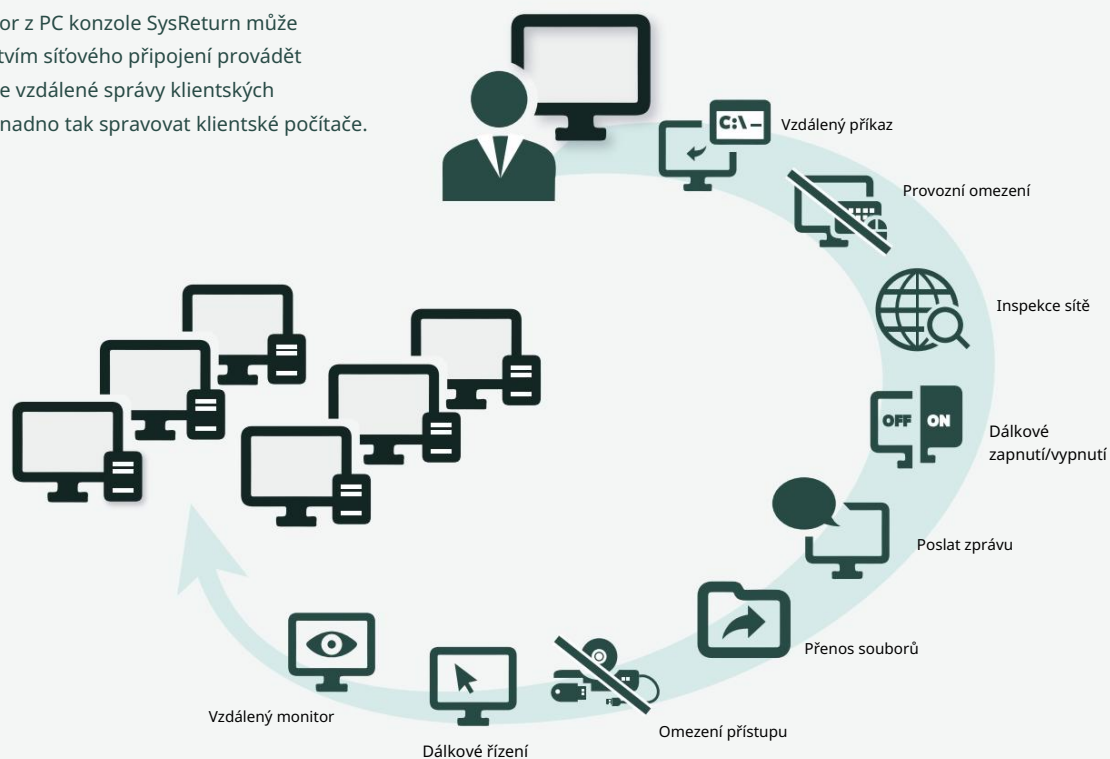 or z PC konzole SysReturn může
tvím síťového připojení provádět
e vzdálené správy klientských
nadno tak spravovat klientské počítače.
C:\ –
Vzdálený příkaz
Provozní omezení
Inspekce sítě
OFF ON
Dálkové
zapnutí/vypnutí
Poslat zprávu
Přenos souborů
Omezení přístupu
Dálkové řízení
Vzdálený monitor